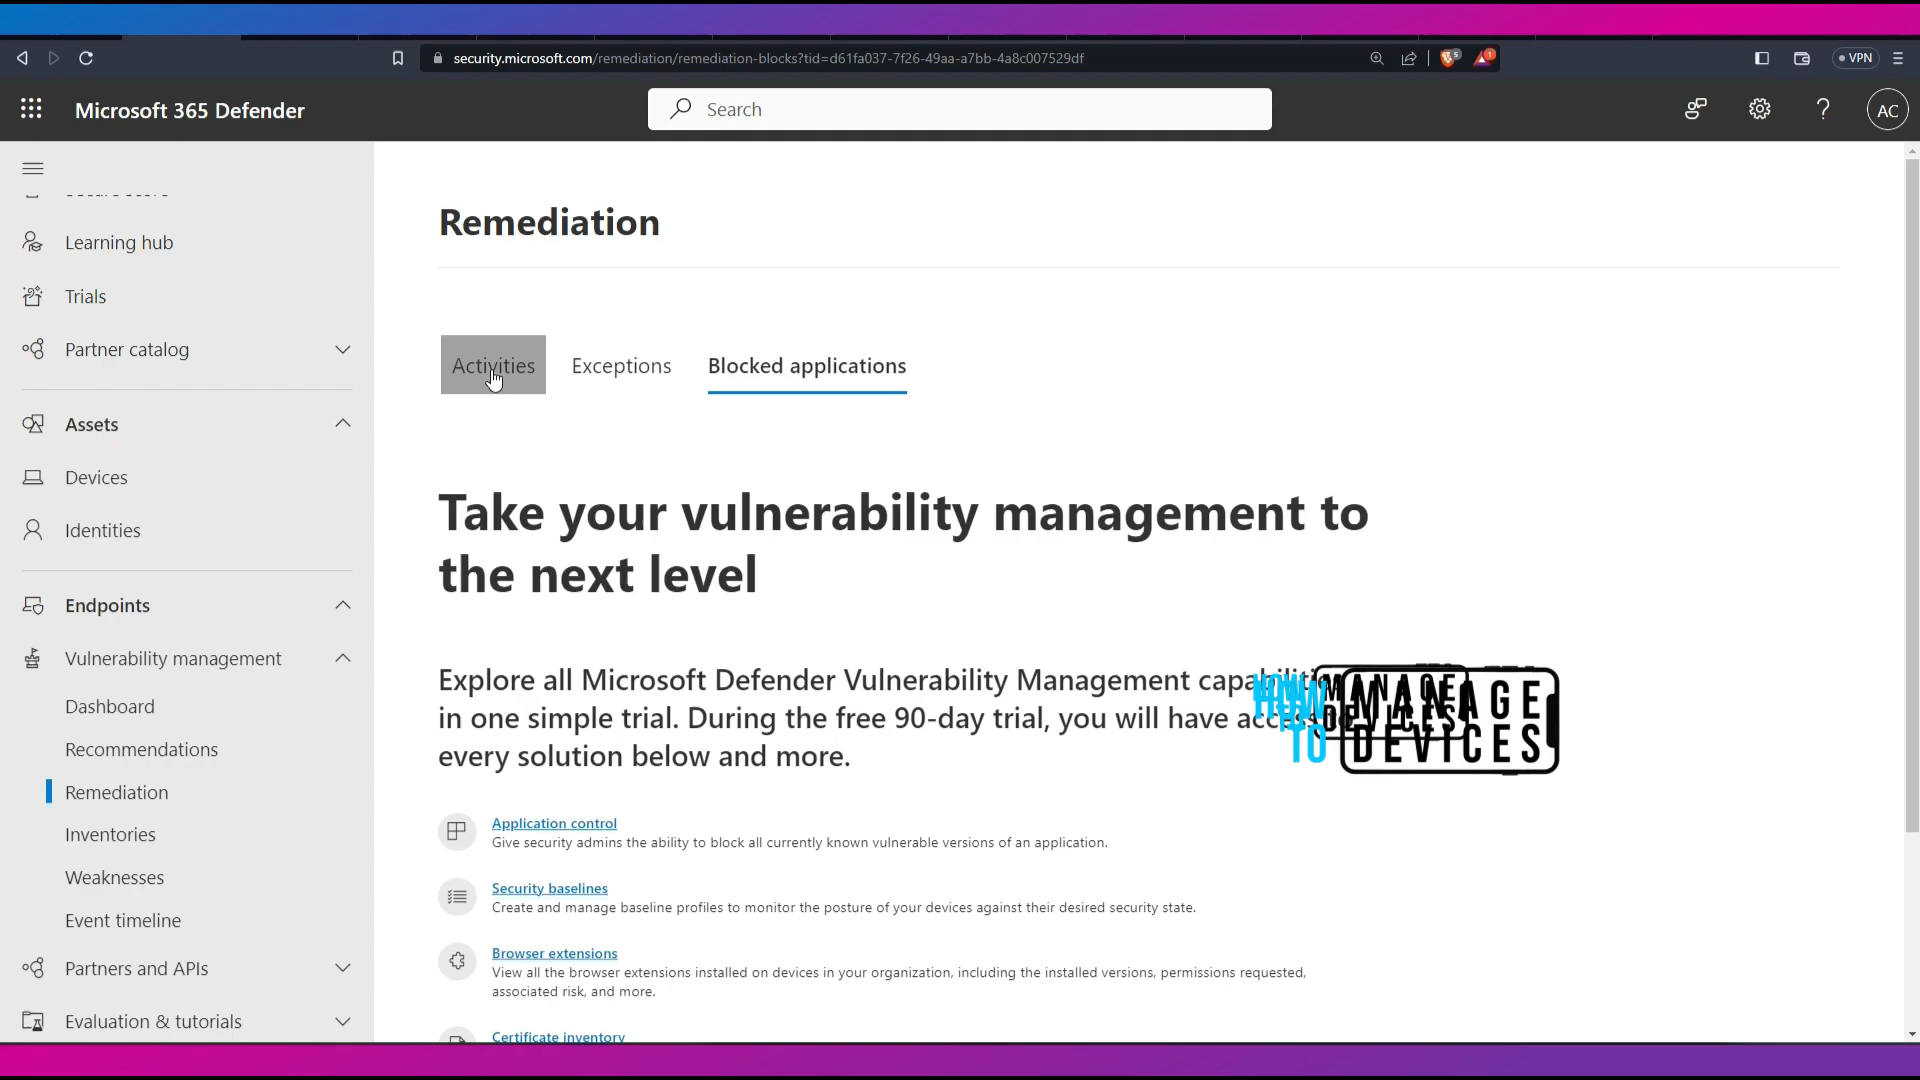 security.microsoft.com/remediation/remediation-blocks?tid=d61fa037-7f26-49aa-a7bb-4a8c007529df
VPN
Microsoft 365 Defender
Search
AC
Learning hub
Trials
Partner catalog
Assets
Devices
Identities
Endpoints
Vulnerability management
Dashboard
Recommendations
Remediation
Inventories
Weaknesses
Event timeline
Partners and APIs
Evaluation & tutorials
Remediation
Activities
Exceptions
Blocked applications
Take your vulnerability management to
the next level
Explore all Microsoft Defender Vulnerability Management
in one simple trial. During the free 90-day trial, you will have
every solution below and more.
HOW MANAGE
TO DEVICES
Application control
Give security admins the ability to block all currently known vulnerable versions of an application.
Security baselines
Create and manage baseline profiles to monitor the posture of your devices against their desired security state.
Browser extensions
View all the browser extensions installed on devices in your organization, including the installed versions, permissions requested,
associated risk, and more.
Certificate inventory